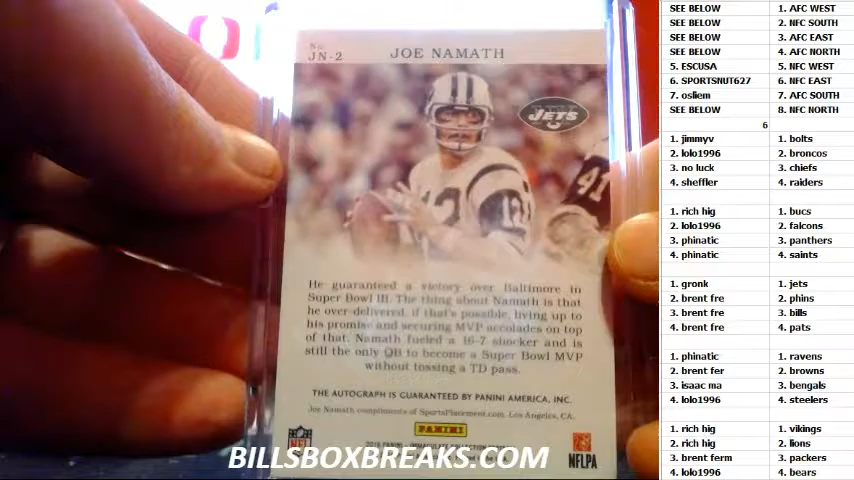 No.
JN-2
JOE NAMATH
JETS
41
12
He guaranteed a victory over Baltimore in
Super Bowl III. The thing about Namath is that
he over-delivered, if that's possible, living up to
his promise and securing MVP accolades on top
of that. Namath fueled a 16-7 shocker and is
still the only QB to become a Super Bowl MVP
without tossing a TD pass.
THE AUTOGRAPH IS GUARANTEED BY PANINI AMERICA, INC.
Joe Namath compliments of SportsPlacement.com, Los Angeles, CA.
PANINI
NFL
NFLPA
BILLSBOXBREAKS.COM
SEE BELOW 1. AFC WEST
SEE BELOW 2. NFC SOUTH
SEE BELOW 3. AFC EAST
SEE BELOW 4. AFC NORTH
5. ESCUSA 5. NFC WEST
6. SPORTSNUT627 6. NFC EAST
7. osliem 7. AFC SOUTH
SEE BELOW 8. NFC NORTH
6
1. jimmyv 1. bolts
2. lolo1996 2. broncos
3. no luck 3. chiefs
4. sheffler 4. raiders
1. rich hig 1. bucs
2. lolo1996 2. falcons
3. phinatic 3. panthers
4. phinatic 4. saints
1. gronk 1. jets
2. brent fre 2. phins
3. brent fre 3. bills
4. brent fre 4. pats
1. phinatic 1. ravens
2. brent fer 2. browns
3. isaac ma 3. bengals
4. lolo1996 4. steelers
1. rich hig 1. vikings
2. rich hig 2. lions
3. brent ferm 3. packers
4. lolo1996 4. bears